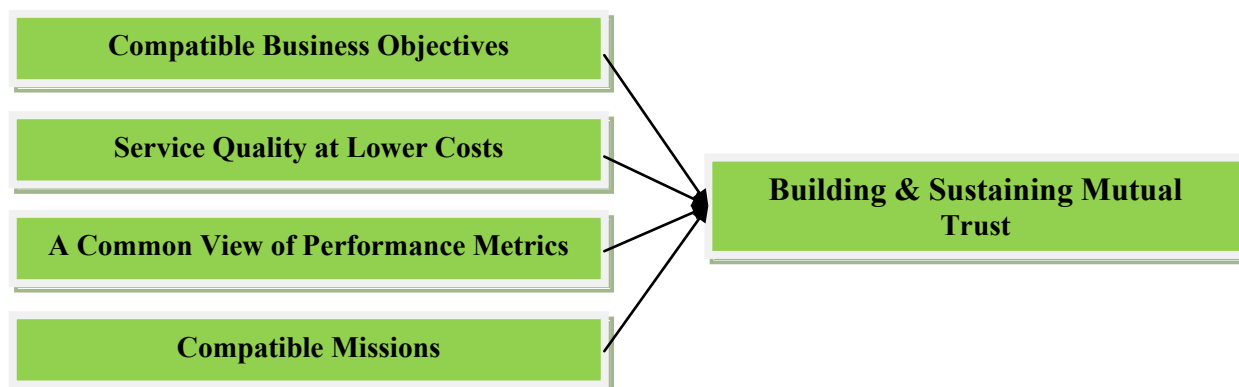 Compatible Business Objectives
Service Quality at Lower Costs
A Common View of Performance Metrics
Compatible Missions
Building & Sustaining Mutual
Trust